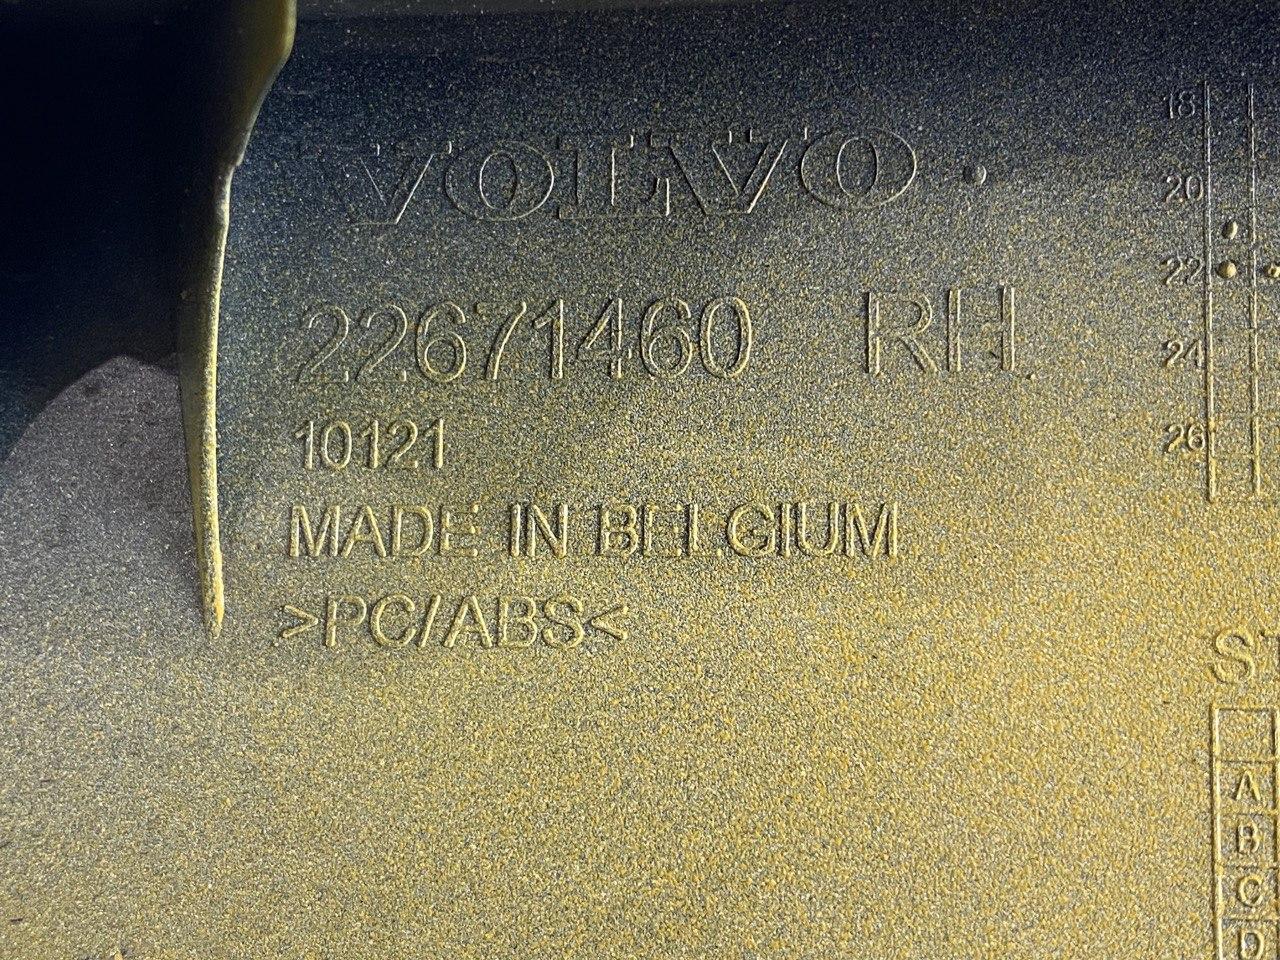 VOLVO
22671460 RH
10121
MADE IN BELGIUM
>PC/ABS<
18
20
22
24
26
A
B
C
D